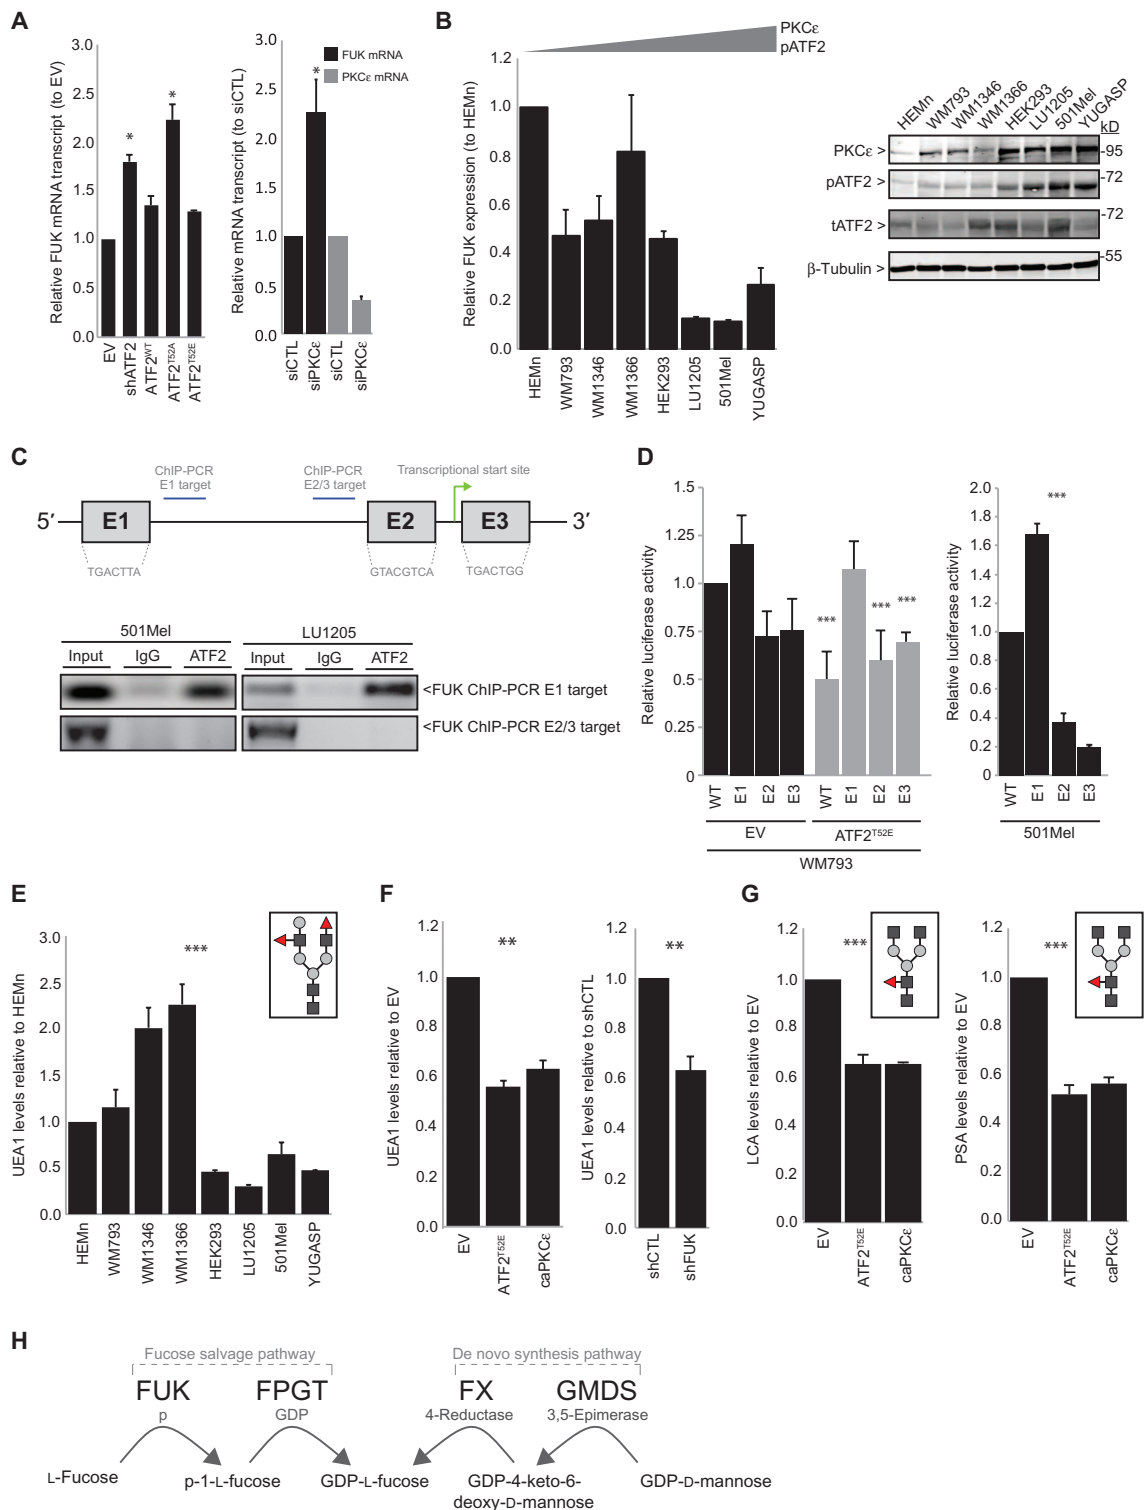 A
Relative FUK mRNA transcript (to EV)
3.0
2.5
2.0
1.5
1.0
0.5
0.0
*
*
EV
shATF2
ATF2WT
ATF2T52A
ATF2T52E
Relative mRNA transcript (to siCTL)
3.0
2.5
2.0
1.5
1.0
0.5
0.0
*
FUK mRNA
PKCε mRNA
siCTL
siPKCε
siCTL
siPKCε
B
PKCε
pATF2
Relative FUK expression (to HEMn)
1.2
1.0
0.8
0.6
0.4
0.2
0.0
HEMn
WM793
WM1346
WM1366
HEK293
LU1205
501Mel
YUGASP
HEMn
WM793
WM1346
WM1366
HEK293
LU1205
501Mel
YUGASP
kD
PKCε >
-95
pATF2 >
-72
tATF2 >
-72
β-Tubulin >
-55
C
ChIP-PCR
E1 target
ChIP-PCR
E2/3 target
Transcriptional start site
5′
E1
E2
E3
3′
TGACTTA
GTACGTCA
TGACTGG
501Mel
LU1205
Input
IgG
ATF2
Input
IgG
ATF2
<FUK ChIP-PCR E1 target
<FUK ChIP-PCR E2/3 target
D
Relative luciferase activity
1.5
1.25
1.0
0.75
0.5
0.25
0
***
***
***
WT
E1
E2
E3
WT
E1
E2
E3
EV
ATF2T52E
WM793
Relative luciferase activity
2.0
1.8
1.6
1.4
1.2
1.0
0.8
0.6
0.4
0.2
0
***
WT
E1
E2
E3
501Mel
E
UEA1 levels relative to HEMn
3.0
2.5
2.0
1.5
1.0
0.5
0.0
***
HEMn
WM793
WM1346
WM1366
HEK293
LU1205
501Mel
YUGASP
F
UEA1 levels relative to EV
1.2
1.0
0.8
0.6
0.4
0.2
0.0
**
EV
ATF2T52E
caPKCε
UEA1 levels relative to shCTL
1.2
1.0
0.8
0.6
0.4
0.2
0.0
**
shCTL
shFUK
G
LCA levels relative to EV
1.2
1.0
0.8
0.6
0.4
0.2
0.0
***
EV
ATF2T52E
caPKCε
PSA levels relative to EV
1.2
1.0
0.8
0.6
0.4
0.2
0.0
***
EV
ATF2T52E
caPKCε
H
Fucose salvage pathway
De novo synthesis pathway
FUK
FPGT
FX
GMDS
p
GDP
4-Reductase
3,5-Epimerase
L-Fucose
p-1-L-fucose
GDP-L-fucose
GDP-4-keto-6-
deoxy-D-mannose
GDP-D-mannose